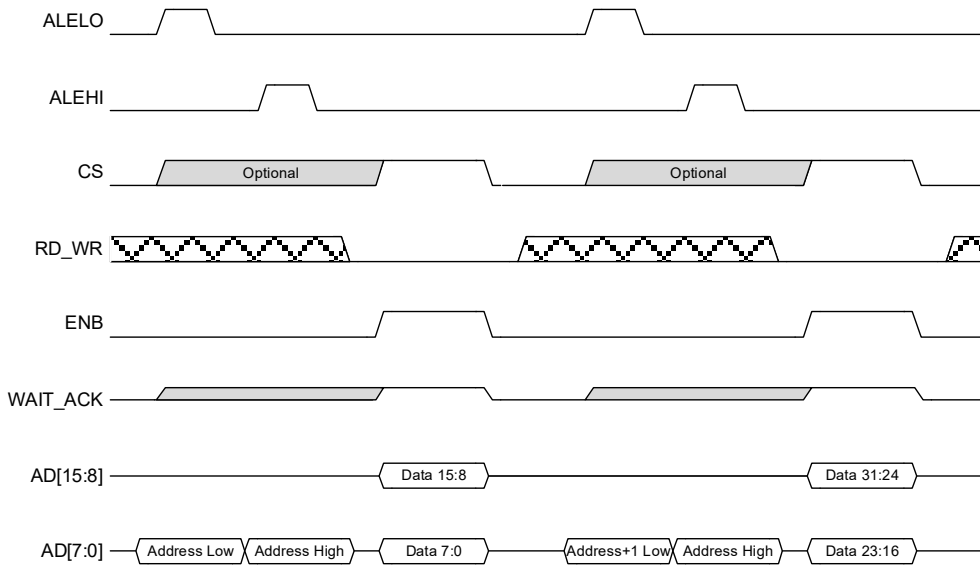 ALELO
ALEHI
CS Optional Optional
RD_WR
ENB
WAIT_ACK
AD[15:8] Data 15:8 Data 31:24
AD[7:0] Address Low Address High Data 7:0 Address+1 Low Address High Data 23:16